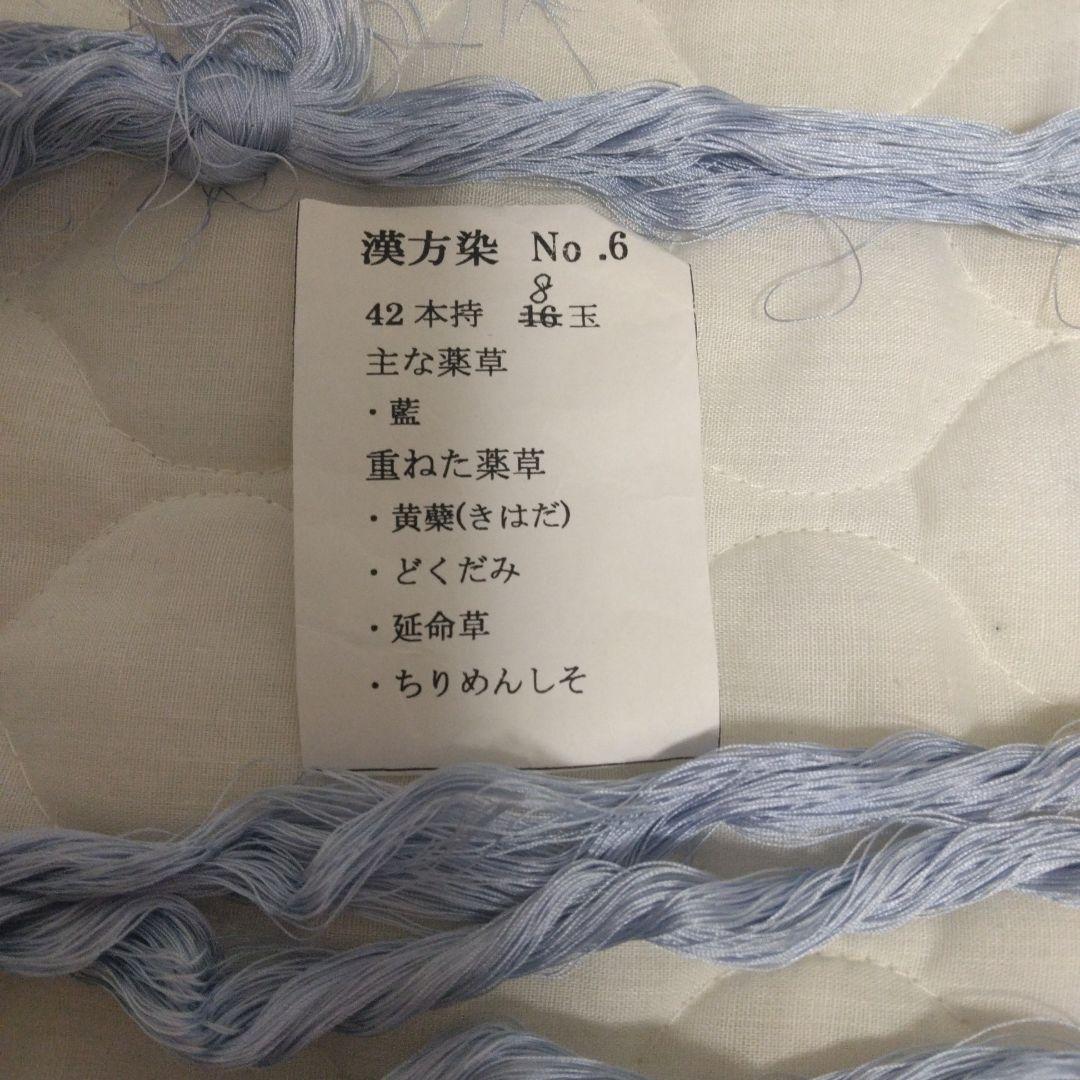 漢方染 No .6
8
42本持 16玉
主な薬草
・藍
重ねた薬草
・黄蘗(きはだ)
・どくだみ
・延命草
・ちりめんしそ